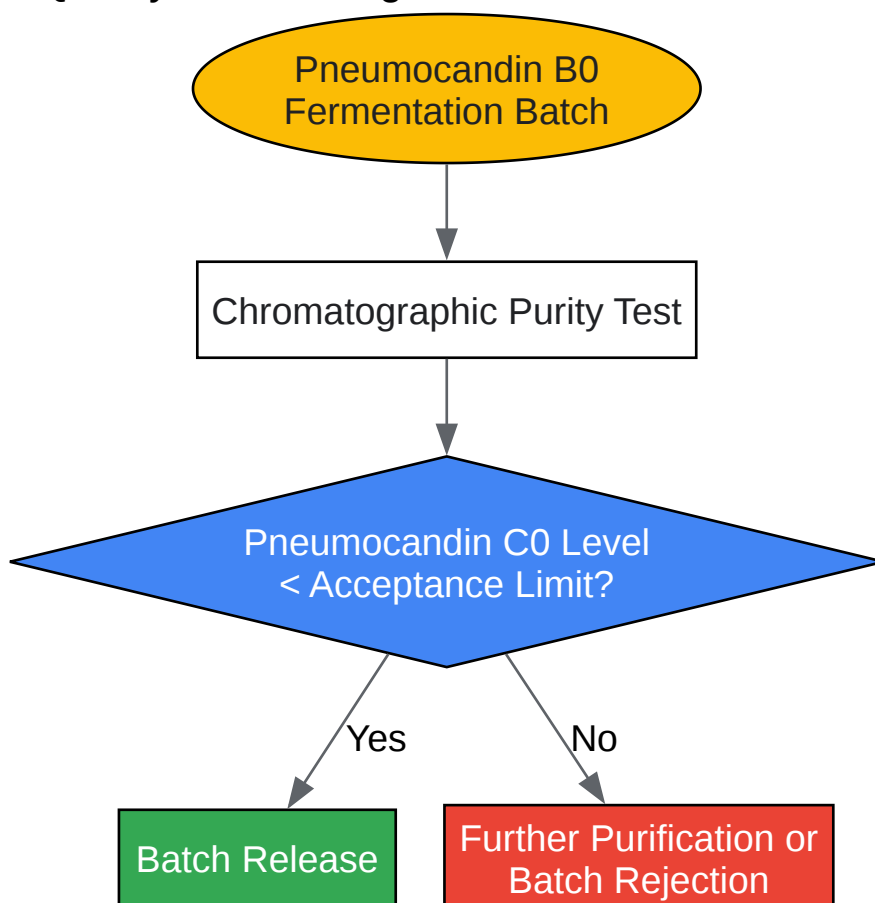 Pneumocandin B0
Fermentation Batch
Chromatographic Purity Test
Pneumocandin C0 Level
< Acceptance Limit?
Yes
No
Batch Release
Further Purification or
Batch Rejection